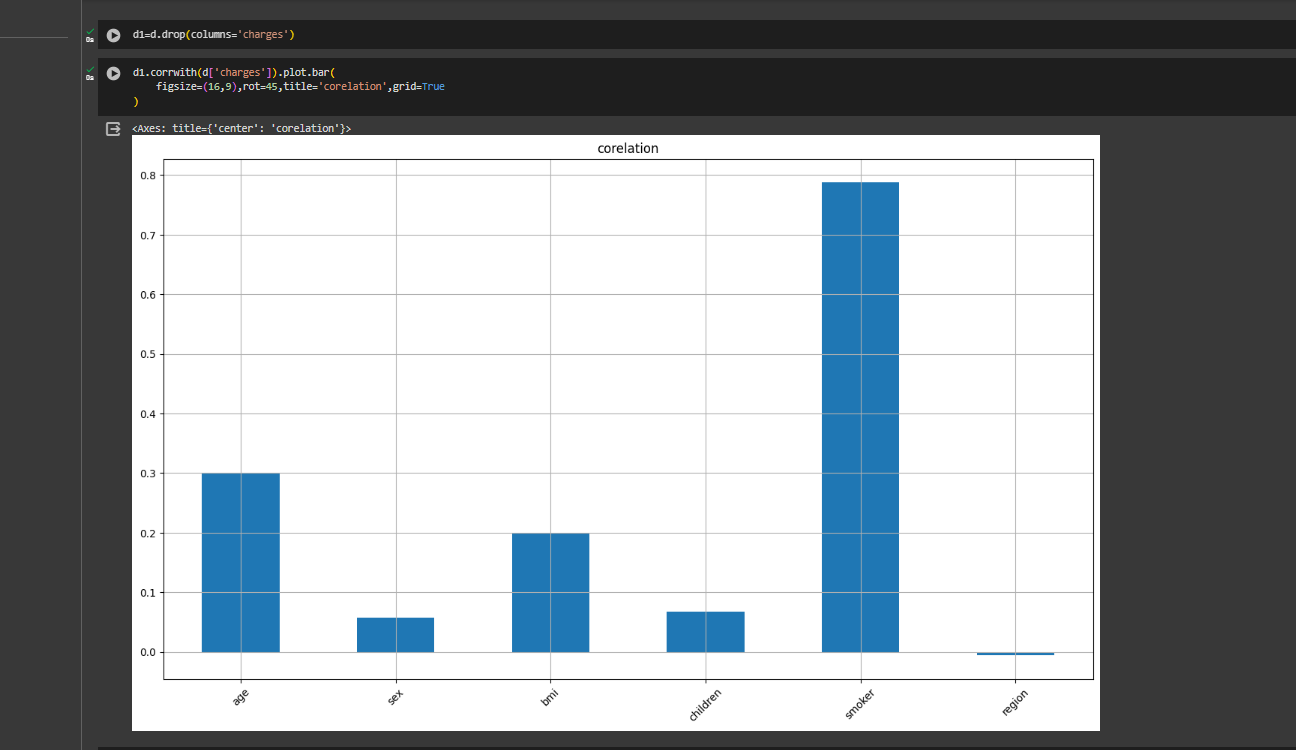 0s
d1=d.drop(columns='charges')
0s
d1.corrwith(d['charges']).plot.bar(
figsize=(16,9),rot=45,title='corelation',grid=True
)
<Axes: title={'center': 'corelation'}>
corelation
0.8
0.7
0.6
0.5
0.4
0.3
0.2
0.1
0.0
age
sex
bmi
children
smoker
region